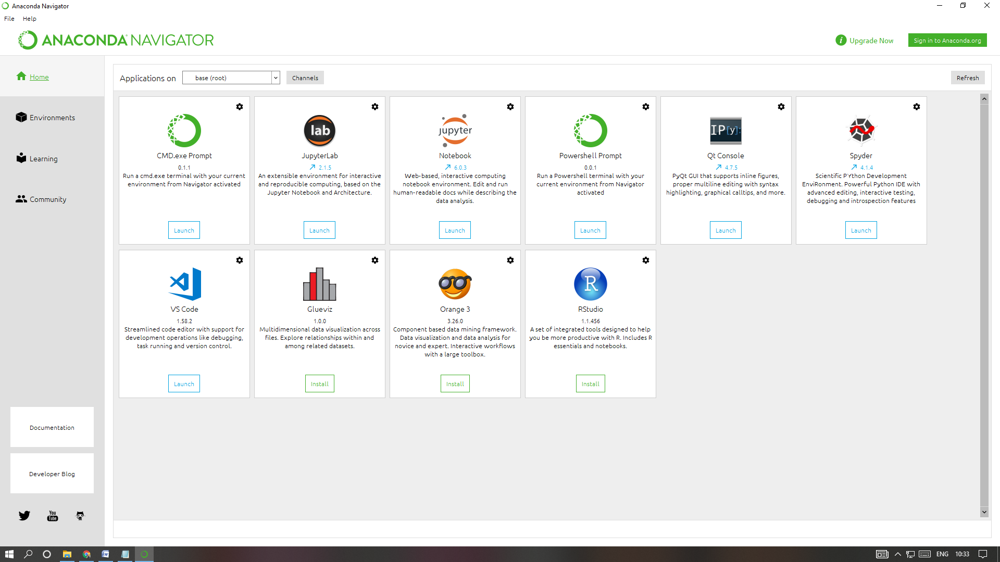 Anaconda Navigator
File Help
ANACONDA NAVIGATOR
i Upgrade Now
Sign in to Anaconda.org
Home
Environments
Learning
Community
Documentation
Developer Blog
You Tube
Applications on
base (root)
Channels
Refresh
CMD.exe Prompt
0.1.1
Run a cmd.exe terminal with your current
environment from Navigator activated
Launch
lab
JupyterLab
2.1.5
An extensible environment for interactive
and reproducible computing, based on the
Jupyter Notebook and Architecture.
Launch
jupyter
Notebook
6.0.3
Web-based, interactive computing
notebook environment. Edit and run
human-readable docs while describing the
data analysis.
Launch
Powershell Prompt
0.0.1
Run a Powershell terminal with your
current environment from Navigator
activated
Launch
IP[y]:
Qt Console
4.7.5
PyQt GUI that supports inline figures,
proper multiline editing with syntax
highlighting, graphical calltips, and more.
Launch
Spyder
4.1.4
Scientific PYthon Development
EnviRonment. Powerful Python IDE with
advanced editing, interactive testing,
debugging and introspection features
Launch
VS Code
1.58.2
Streamlined code editor with support for
development operations like debugging,
task running and version control.
Launch
Glueviz
1.0.0
Multidimensional data visualization across
files. Explore relationships within and
among related datasets.
Install
Orange 3
3.26.0
Component based data mining framework.
Data visualization and data analysis for
novice and expert. Interactive workflows
with a large toolbox.
Install
R
RStudio
1.1.456
A set of integrated tools designed to help
you be more productive with R. Includes R
essentials and notebooks.
Install
W
ENG 10:33